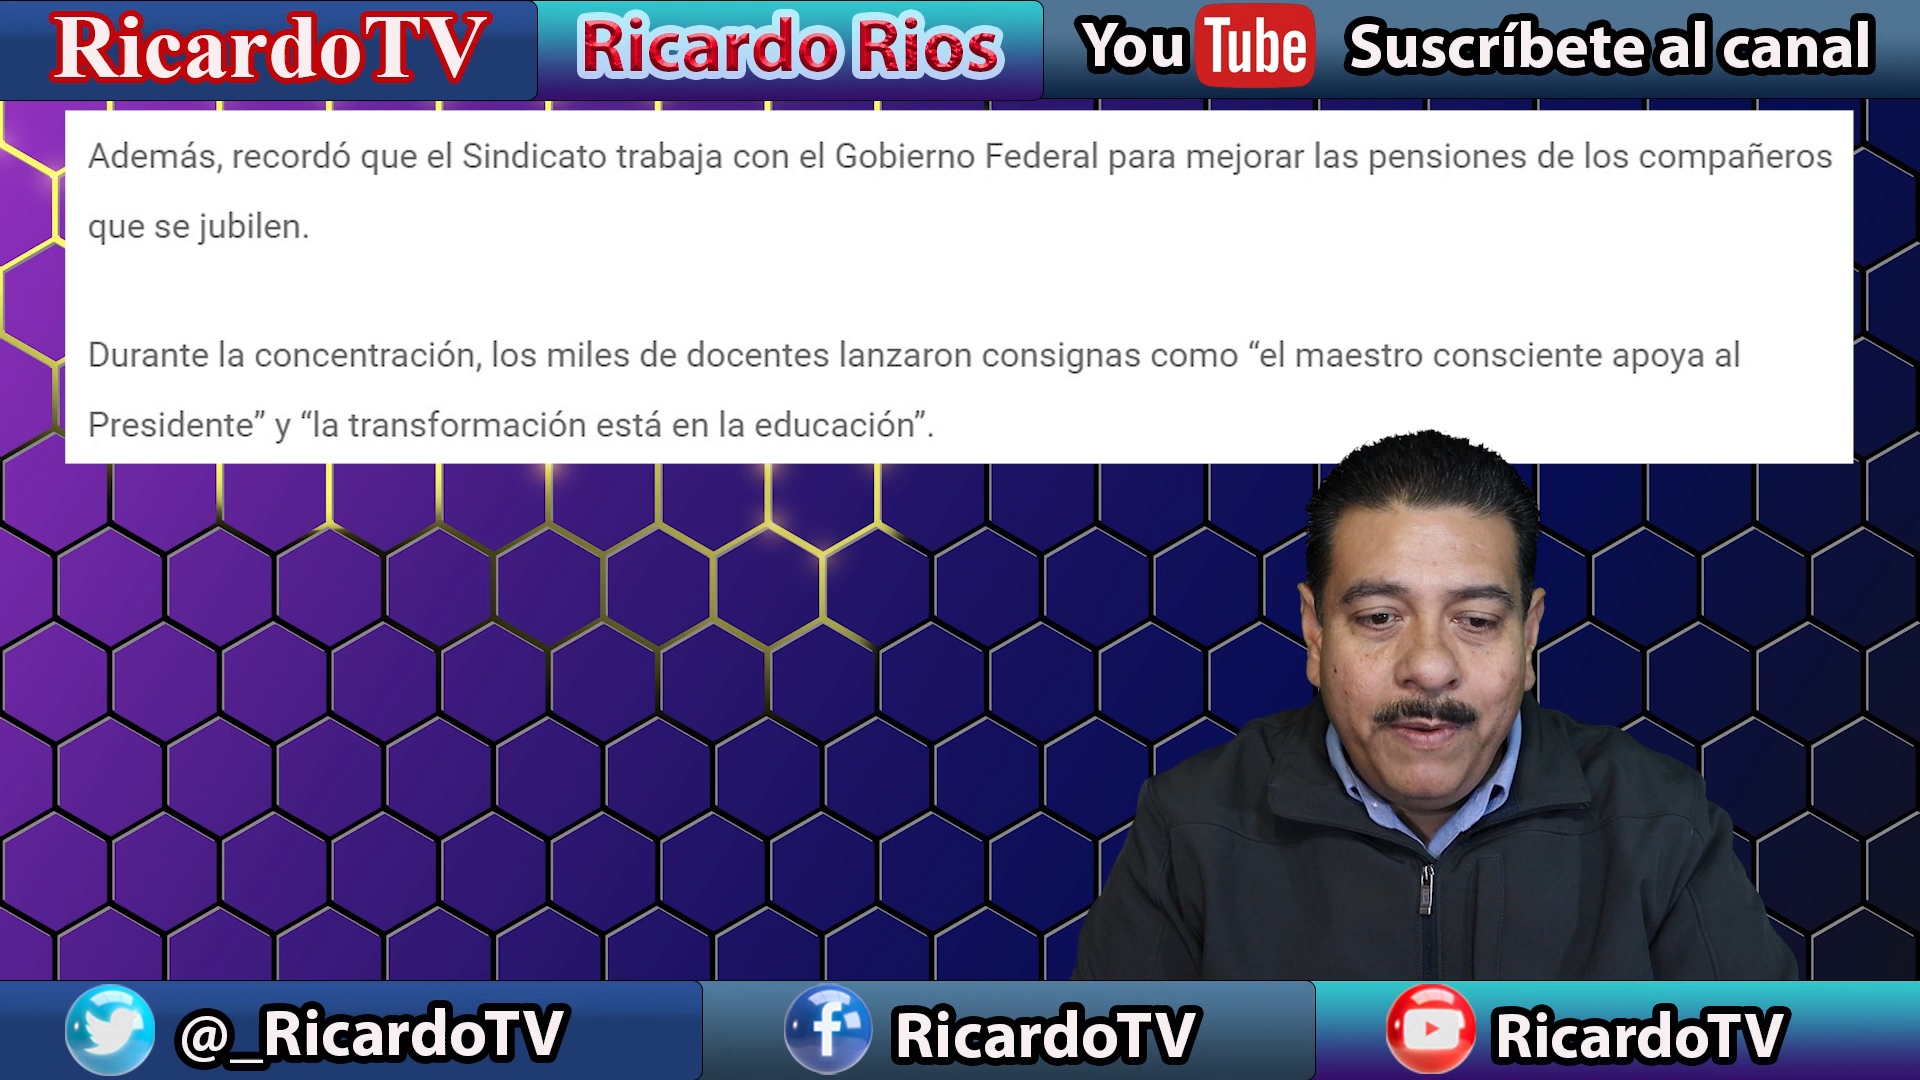 RicardoTV
Ricardo Rios
YouTube Suscríbete al canal
Además, recordó que el Sindicato trabaja con el Gobierno Federal para mejorar las pensiones de los compañeros
que se jubilen.
Durante la concentración, los miles de docentes lanzaron consignas como “el maestro consciente apoya al
Presidente” y “la transformación está en la educación”.
@_RicardoTV
f RicardoTV
RicardoTV